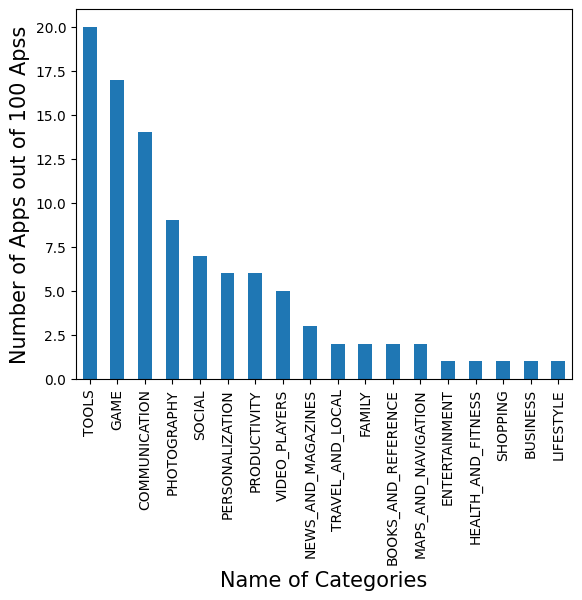 Number of Apps out of 100 Apss
20.0
17.5
15.0
12.5
10.0
7.5
5.0
2.5
0.0
TOOLS
GAME
COMMUNICATION
PHOTOGRAPHY
SOCIAL
PERSONALIZATION
PRODUCTIVITY
VIDEO_PLAYERS
NEWS_AND_MAGAZINES
TRAVEL_AND_LOCAL
FAMILY
BOOKS_AND_REFERENCE
MAPS_AND_NAVIGATION
ENTERTAINMENT
HEALTH_AND_FITNESS
SHOPPING
BUSINESS
LIFESTYLE
Name of Categories